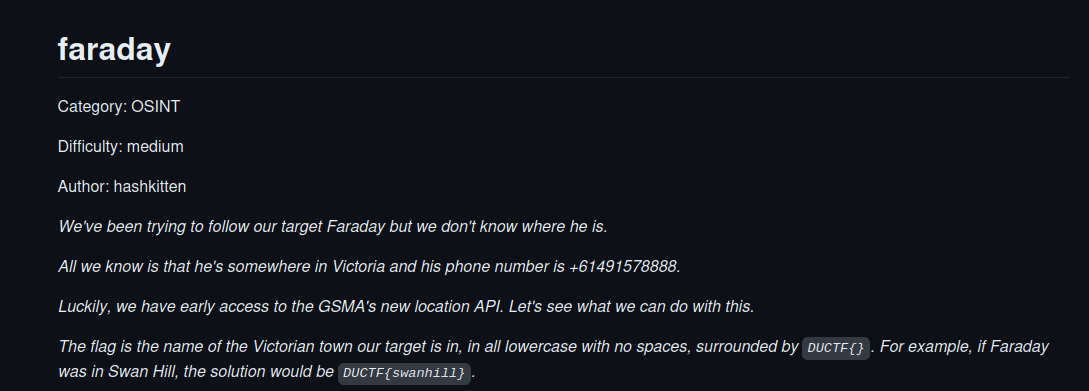 faraday
Category: OSINT
Difficulty: medium
Author: hashkitten
We've been trying to follow our target Faraday but we don't know where he is.
All we know is that he's somewhere in Victoria and his phone number is +61491578888.
Luckily, we have early access to the GSMA's new location API. Let's see what we can do with this.
The flag is the name of the Victorian town our target is in, in all lowercase with no spaces, surrounded by DUCTF{}. For example, if Faraday
was in Swan Hill, the solution would be DUCTF{swanhill}.